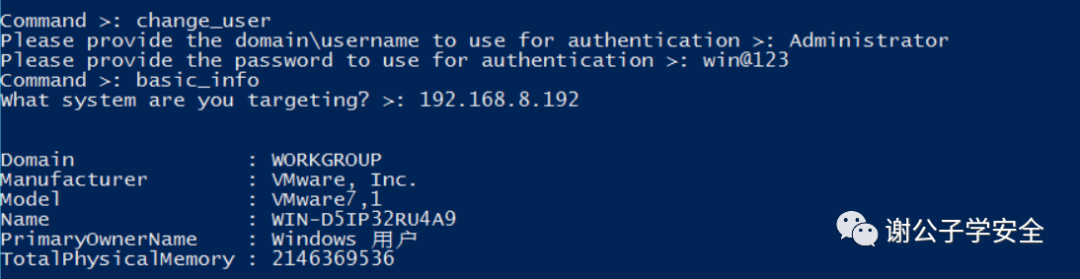 Command >: change_user
Please provide the domain\username to use for authentication >: Administrator
Please provide the password to use for authentication >: win@123
Command >: basic_info
What system are you targeting? >: 192.168.8.192
Domain : WORKGROUP
Manufacturer : VMware, Inc.
Model : VMware7,1
Name : WIN-D5IP32RU4A9
PrimaryOwnerName : Windows 用户
TotalPhysicalMemory : 2146369536
谢公子学安全